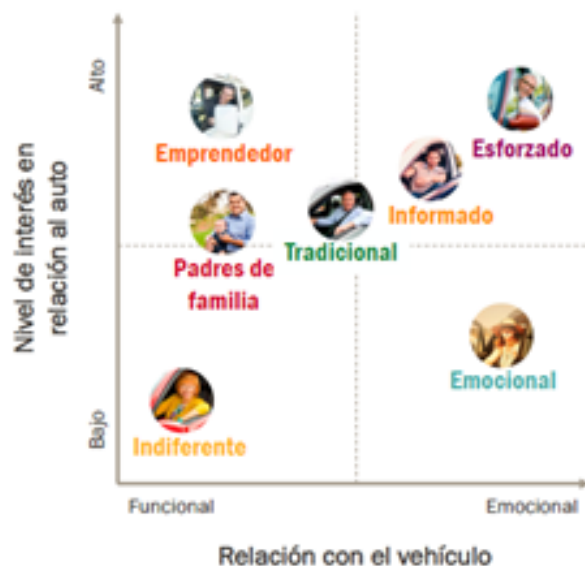 Alto
Nivel de interés en
relación al auto
Bajo
Emprendedor
Esforzado
Informado
Tradicional
Padres de
familia
Emocional
Indiferente
Funcional
Emocional
Relación con el vehículo